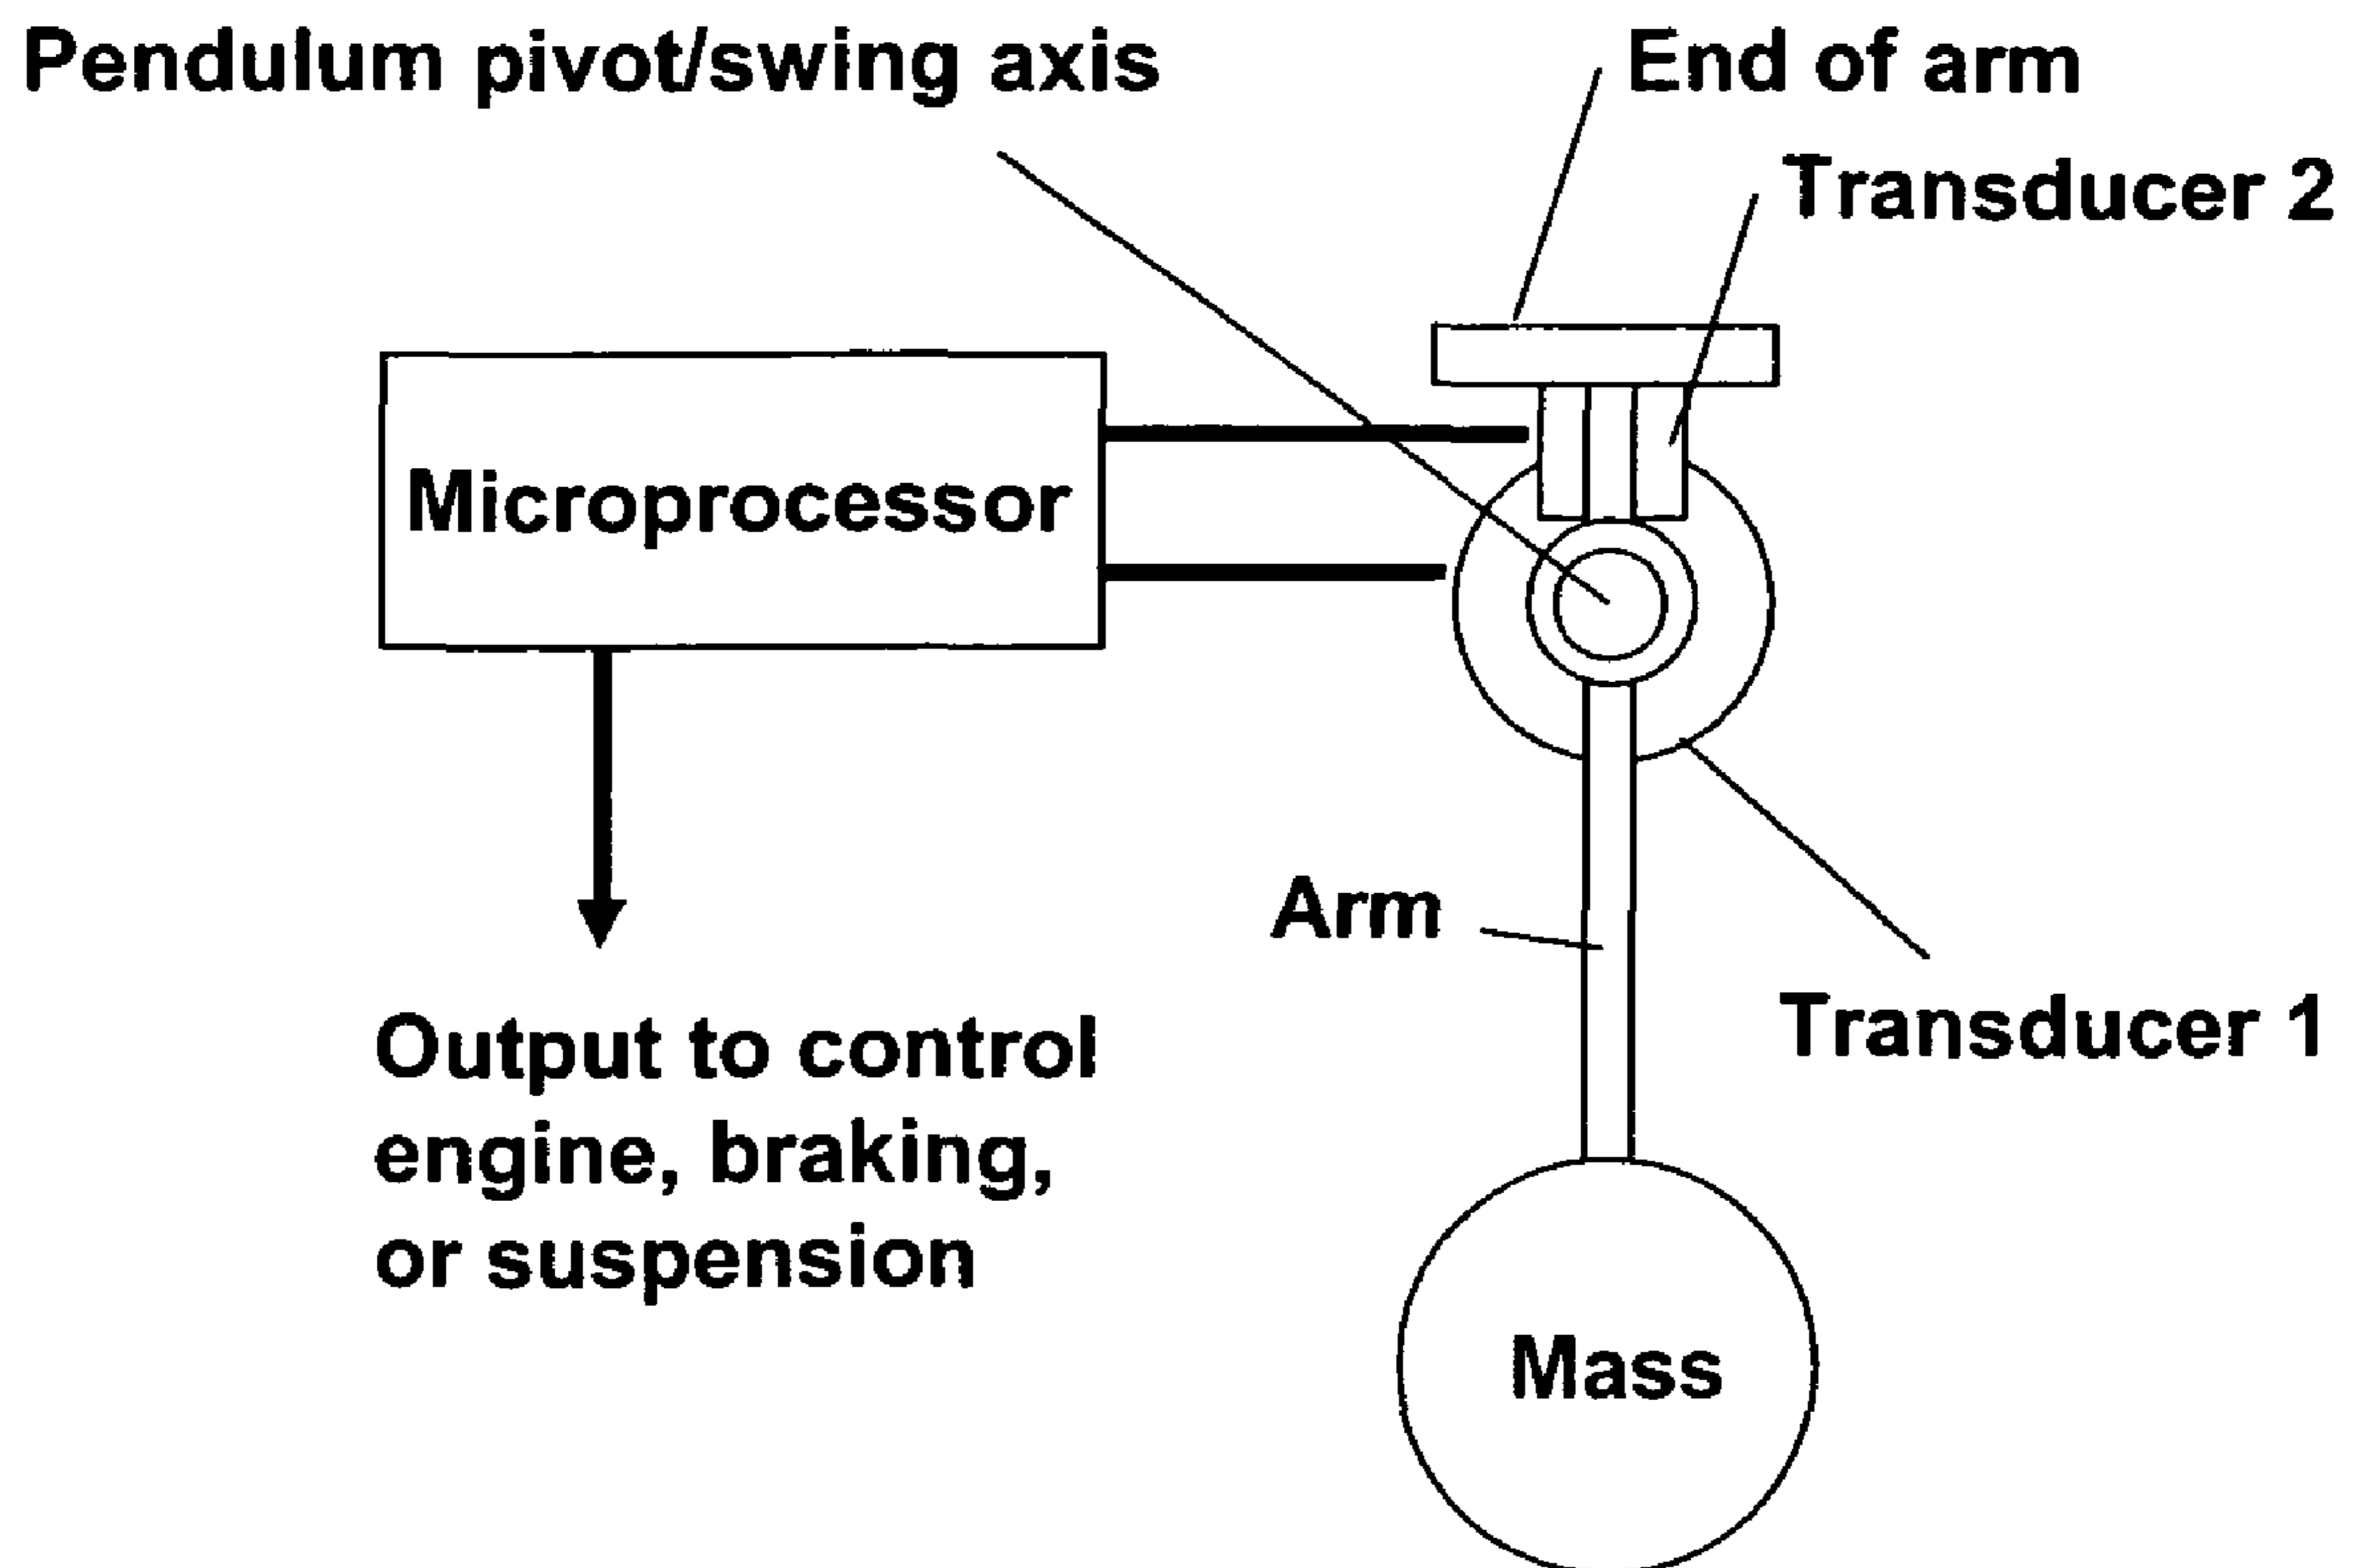 Pendulum pivot/swing axis
End of arm
Transducer 2
Microprocessor
Arm
Transducer 1
Output to control
engine, braking,
or suspension
Mass